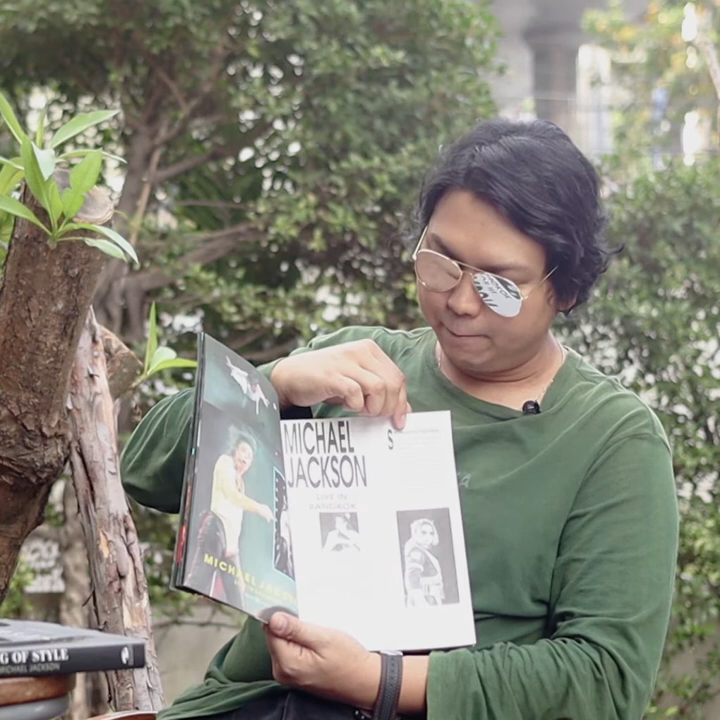 MICHAEL
JACKSON
LIVE IN
BANGKOK
S
MICHAEL JACKSON
G OF STYLE
MICHAEL JACKSON